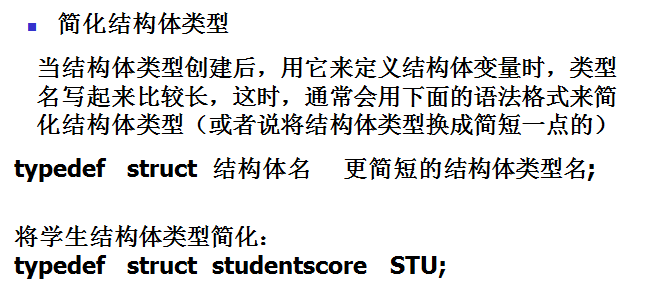 简化结构体类型
当结构体类型创建后，用它来定义结构体变量时，类型
名写起来比较长，这时，通常会用下面的语法格式来简
化结构体类型（或者说将结构体类型换成简短一点的）
typedef struct 结构体名 更简短的结构体类型名;
将学生结构体类型简化：
typedef struct studentscore STU;